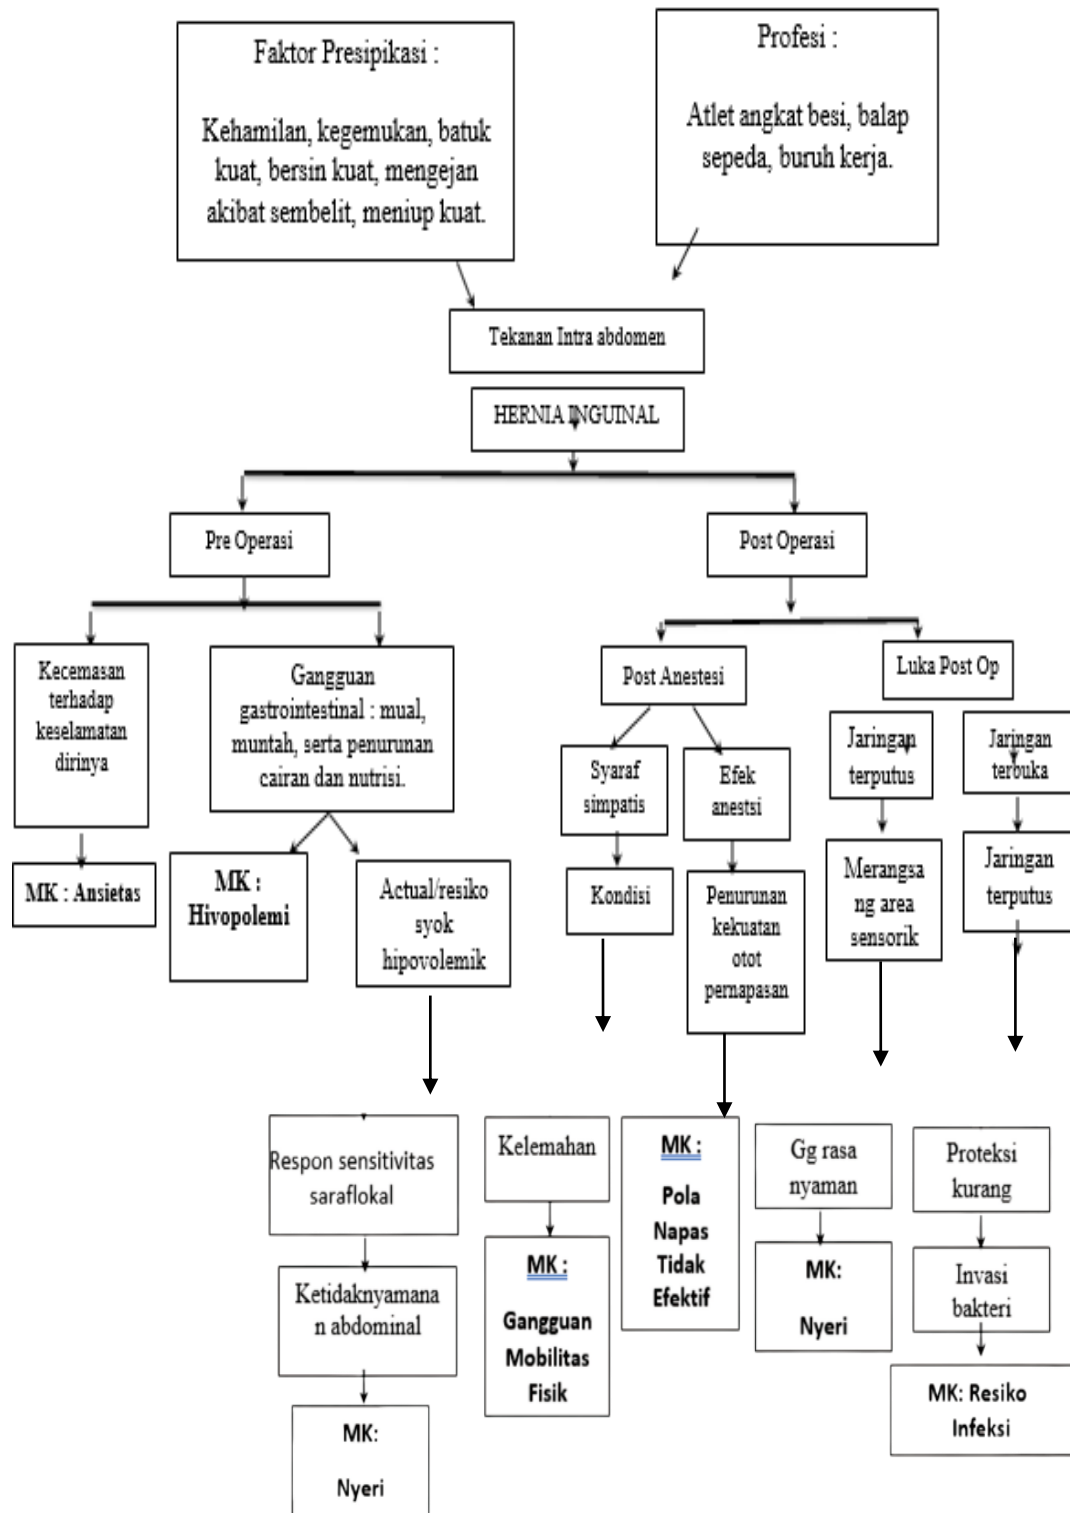 Faktor Presipikasi :
Kehamilan, kegemukan, batuk
kuat, bersin kuat, mengejan
akibat sembelit, meniup kuat.
Profesi :
Atlet angkat besi, balap
sepeda, buruh kerja.
Tekanan Intra abdomen
HERNIA INGUINAL
Pre Operasi
Post Operasi
Kecemasan
terhadap
keselamatan
dirinya
Gangguan
gastrointestinal : mual,
muntah, serta penurunan
cairan dan nutrisi.
Post Anestesi
Luka Post Op
Syaraf
simpatis
Efek
anestsi
Jaringan
terputus
Jaringan
terbuka
MK : Ansietas
MK :
Hivopolemi
Actual/resiko
syok
hipovolemik
Kondisi
Penurunan
kekuatan
otot
pernapasan
Merangsa
ng area
sensorik
Jaringan
terputus
Respon sensitivitas
saraflokal
Kelemahan
MK :
Pola
Napas
Tidak
Efektif
Gg rasa
nyaman
Proteksi
kurang
Ketidaknyamana
n abdominal
MK :
Gangguan
Mobilitas
Fisik
MK:
Nyeri
Invasi
bakteri
MK:
Nyeri
MK: Resiko
Infeksi